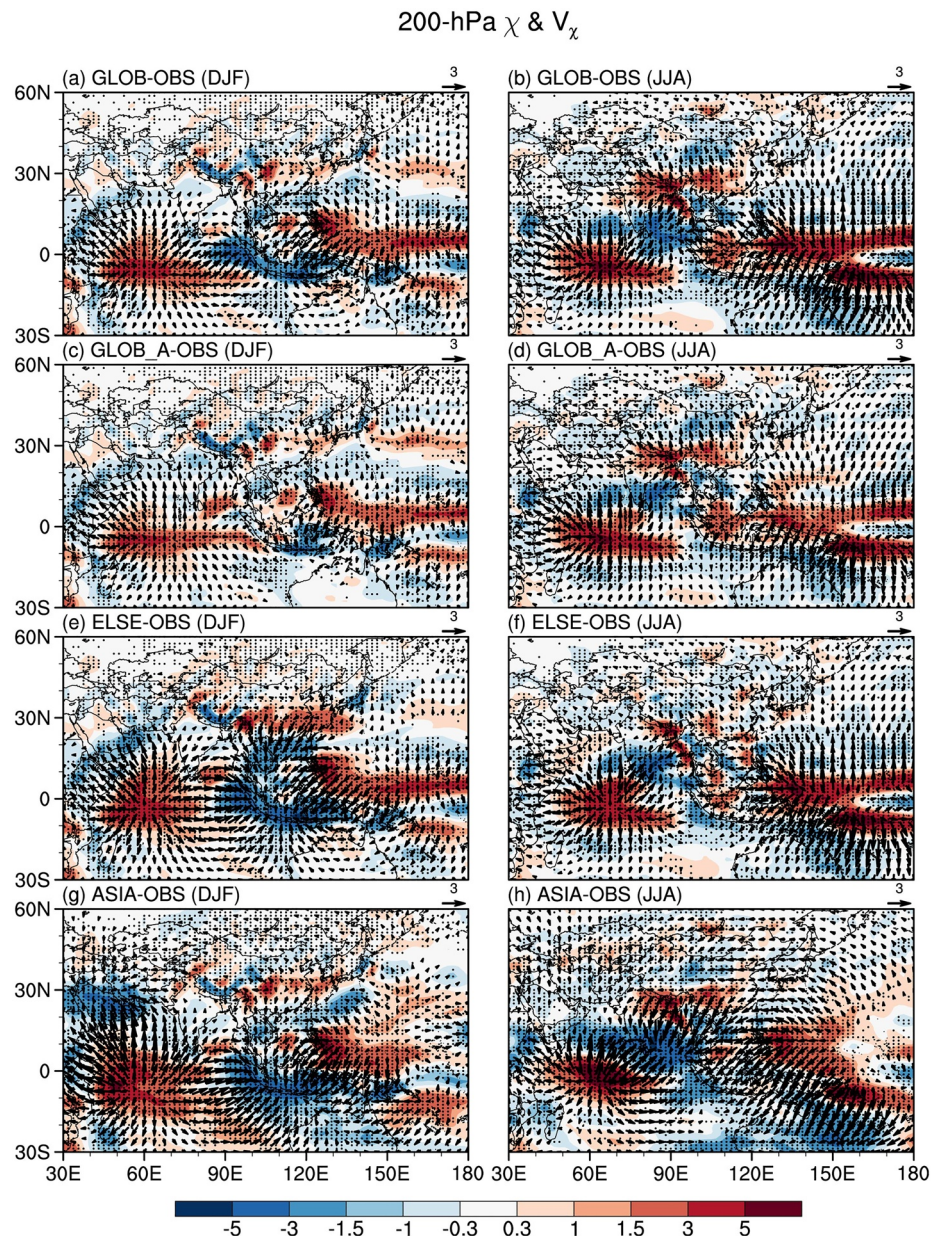 200-hPa χ & Vχ
(a) GLOB-OBS (DJF) 3
(b) GLOB-OBS (JJA) 3
60N
30N
0
30S
(c) GLOB_A-OBS (DJF) 3
(d) GLOB_A-OBS (JJA) 3
60N
30N
0
30S
(e) ELSE-OBS (DJF) 3
(f) ELSE-OBS (JJA) 3
60N
30N
0
30S
(g) ASIA-OBS (DJF) 3
(h) ASIA-OBS (JJA) 3
60N
30N
0
30S
30E 60E 90E 120E 150E 180 30E 60E 90E 120E 150E 180
-5 -3 -1.5 -1 -0.3 0.3 1 1.5 3 5